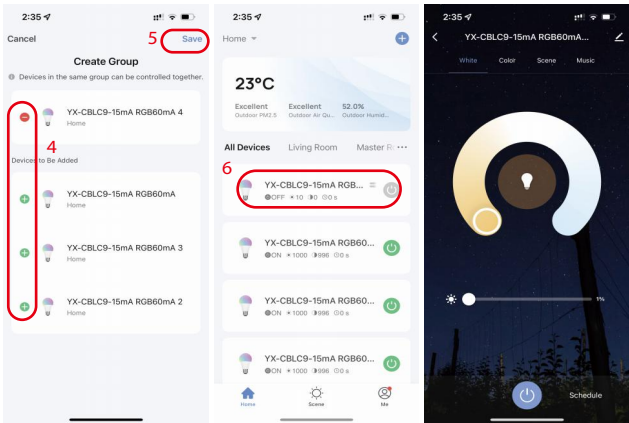 2:35
Cancel
5
Save
Create Group
Devices in the same group can be controlled together.
YX-CBLC9-15mA RGB60mA 4
Home
4
Devices to Be Added
YX-CBLC9-15mA RGB60mA
Home
YX-CBLC9-15mA RGB60mA 3
Home
YX-CBLC9-15mA RGB60mA 2
Home
2:35
Home
23°C
Excellent
Outdoor PM2.5
Excellent
Outdoor Air Qu...
52.0%
Outdoor Humid...
All Devices
Living Room
Master R
6
YX-CBLC9-15mA RGB...
OFF 10 0 0 s
YX-CBLC9-15mA RGB60...
ON 1000 996 0 s
YX-CBLC9-15mA RGB60...
ON 1000 996 0 s
YX-CBLC9-15mA RGB60...
ON 1000 996 0 s
Home
Scene
Me
2:35
YX-CBLC9-15mA RGB60mA...
White
Color
Scene
Music
1%
Schedule